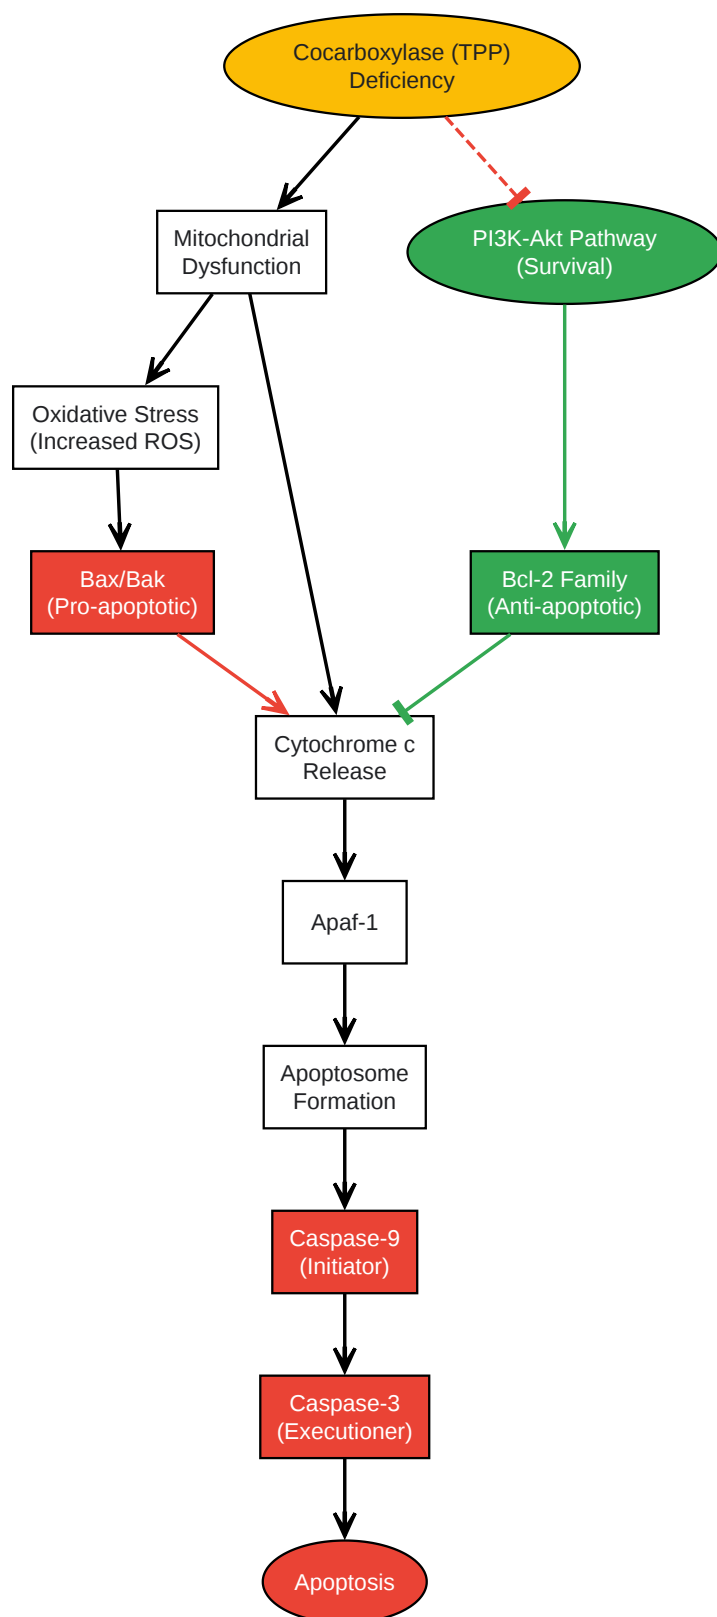 Cocarboxylase (TPP)
Deficiency
Mitochondrial
Dysfunction
PI3K-Akt Pathway
(Survival)
Oxidative Stress
(Increased ROS)
Bax/Bak
(Pro-apoptotic)
Bcl-2 Family
(Anti-apoptotic)
Cytochrome c
Release
Apaf-1
Apoptosome
Formation
Caspase-9
(Initiator)
Caspase-3
(Executioner)
Apoptosis